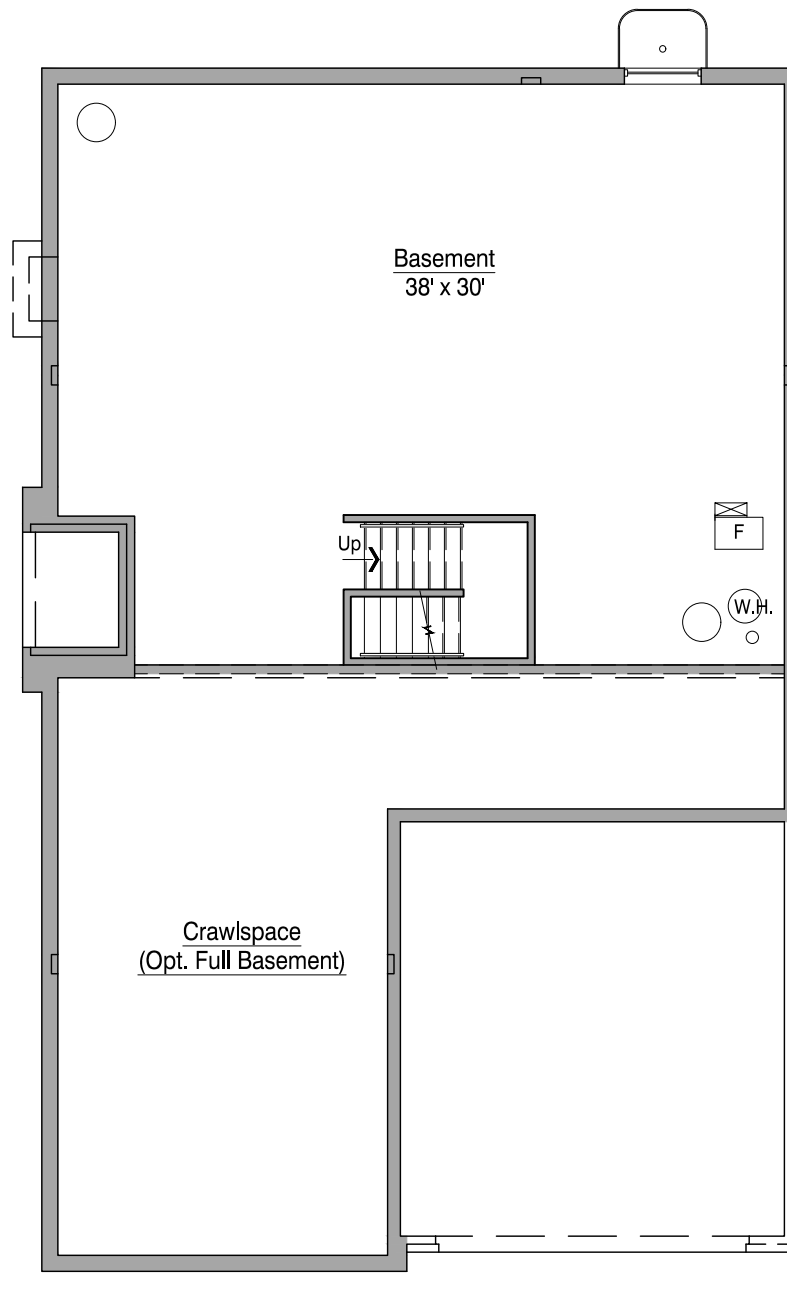 Basement
38' x 30'
Up
F
W.H.
Crawlspace
(Opt. Full Basement)